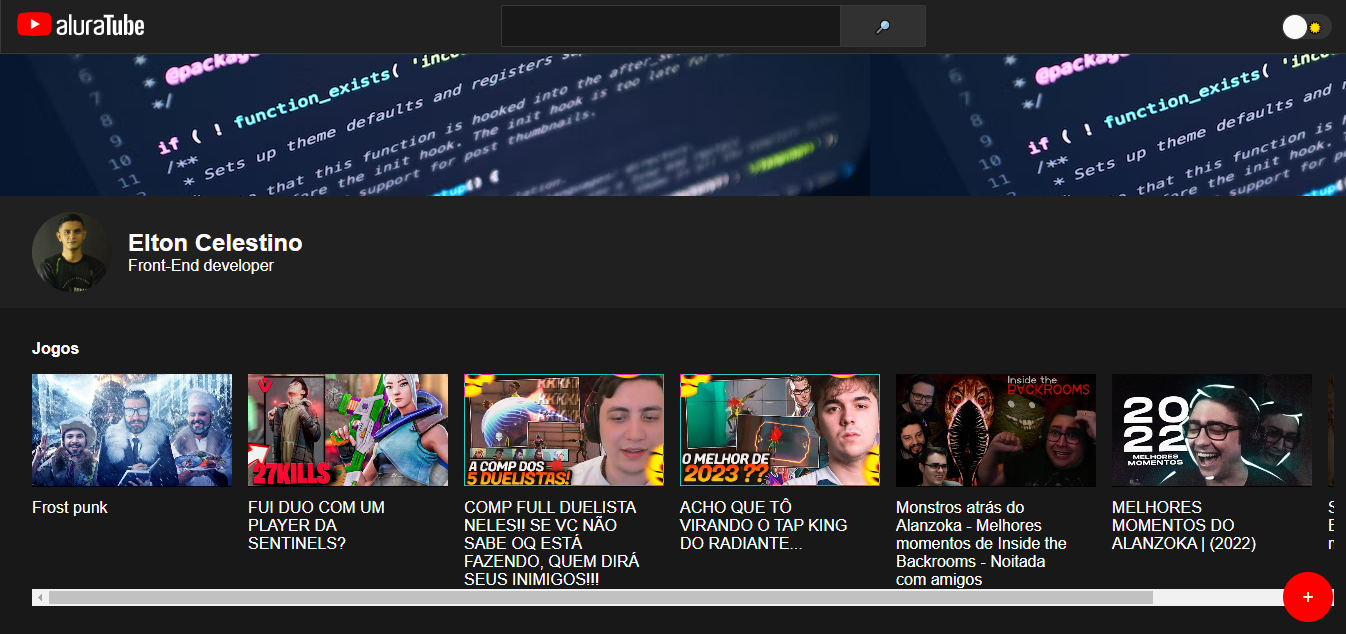 aluraTube
@package
*/
function_exists(
if ( ! function_exists( '
/**
* Sets up theme defaults and registers
that this function is hooked into the after_se
the init hook. The init hook is too late for
support for post thumbnails.
Elton Celestino
Front-End developer
Jogos
27KILLS
A COMP DOS
5 DUELISTAS!
O MELHOR DE
2023 ??
Inside the
BACKROOMS
2022
MELHORES
MOMENTOS
Frost punk
FUI DUO COM UM
PLAYER DA
SENTINELS?
COMP FULL DUELISTA
NELES!! SE VC NÃO
SABE OQ ESTÁ
FAZENDO, QUEM DIRÁ
SEUS INIMIGOS!!!
ACHO QUE TÔ
VIRANDO O TAP KING
DO RADIANTE...
Monstros atrás do
Alanzoka - Melhores
momentos de Inside the
Backrooms - Noitada
com amigos
MELHORES
MOMENTOS DO
ALANZOKA | (2022)
+